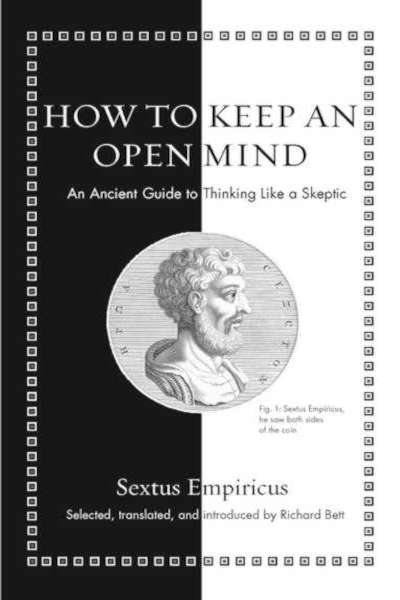 HOW TO KEEP AN
OPEN MIND
An Ancient Guide to Thinking Like a Skeptic
Fig. 1: Sextus Empiricus,
he saw both sides
of the coin
Sextus Empiricus
Selected, translated, and introduced by Richard Bett